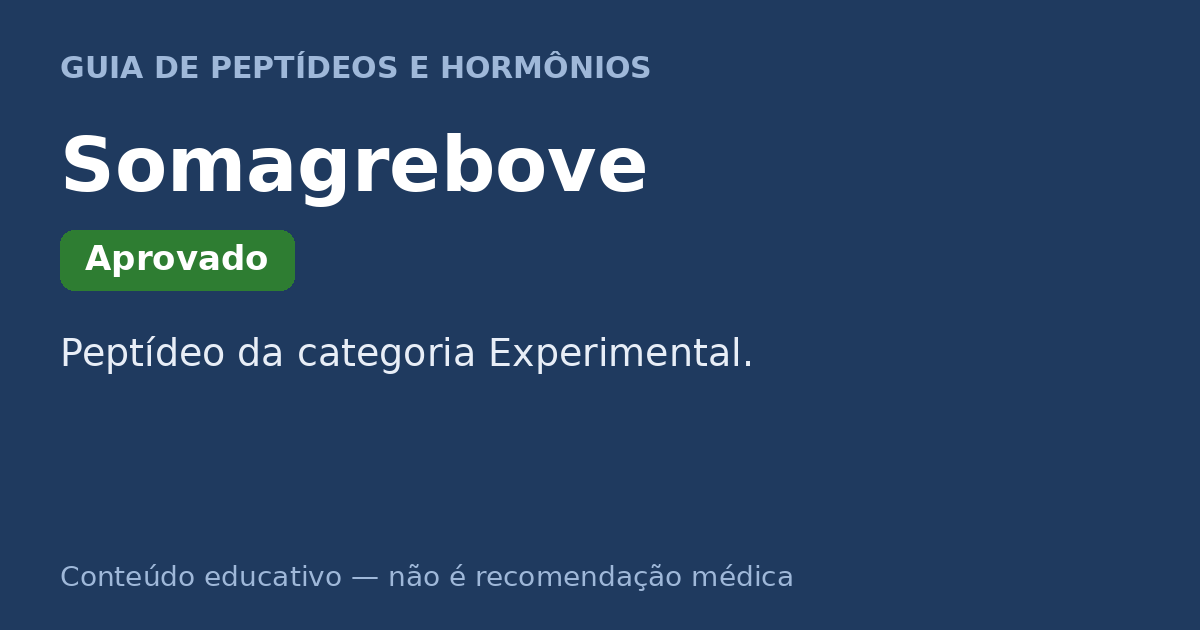 GUIA DE PEPTÍDEOS E HORMÔNIOS
Somagrebove
Aprovado
Peptídeo da categoria Experimental.
Conteúdo educativo — não é recomendação médica